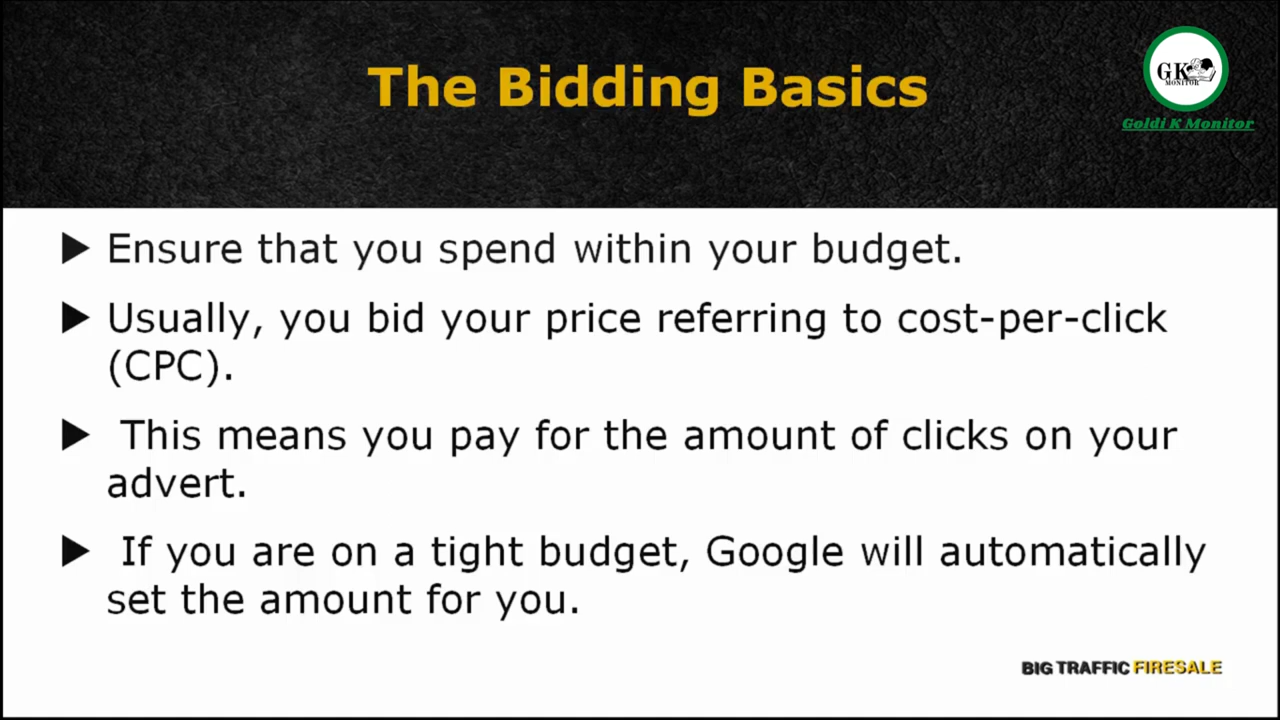 The Bidding Basics
GK
MONITOR
Goldi K Monitor
Ensure that you spend within your budget.
Usually, you bid your price referring to cost-per-click
(CPC).
This means you pay for the amount of clicks on your
advert.
If you are on a tight budget, Google will automatically
set the amount for you.
BIG TRAFFIC FIRESALE